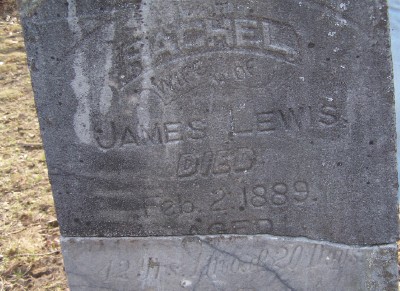 RACHEL
WIFE OF
JAMES LEWIS
DIED
Feb. 2. 1889.
AGED